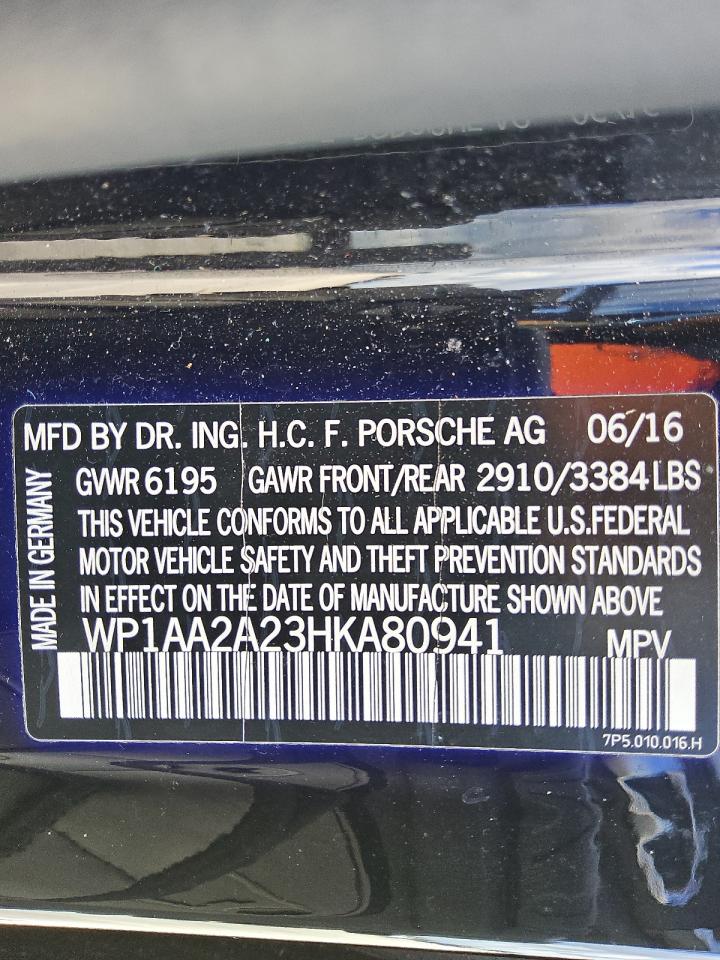 MFD BY DR. ING. H.C. F. PORSCHE AG 06/16
GVWR 6195 GAWR FRONT/REAR 2910/3384 LBS
THIS VEHICLE CONFORMS TO ALL APPLICABLE U.S.FEDERAL
MOTOR VEHICLE SAFETY AND THEFT PREVENTION STANDARDS
IN EFFECT ON THE DATE OF MANUFACTURE SHOWN ABOVE
MADE IN GERMANY
WP1AA2A23HKA80941 MPV
7P5.010.016.H